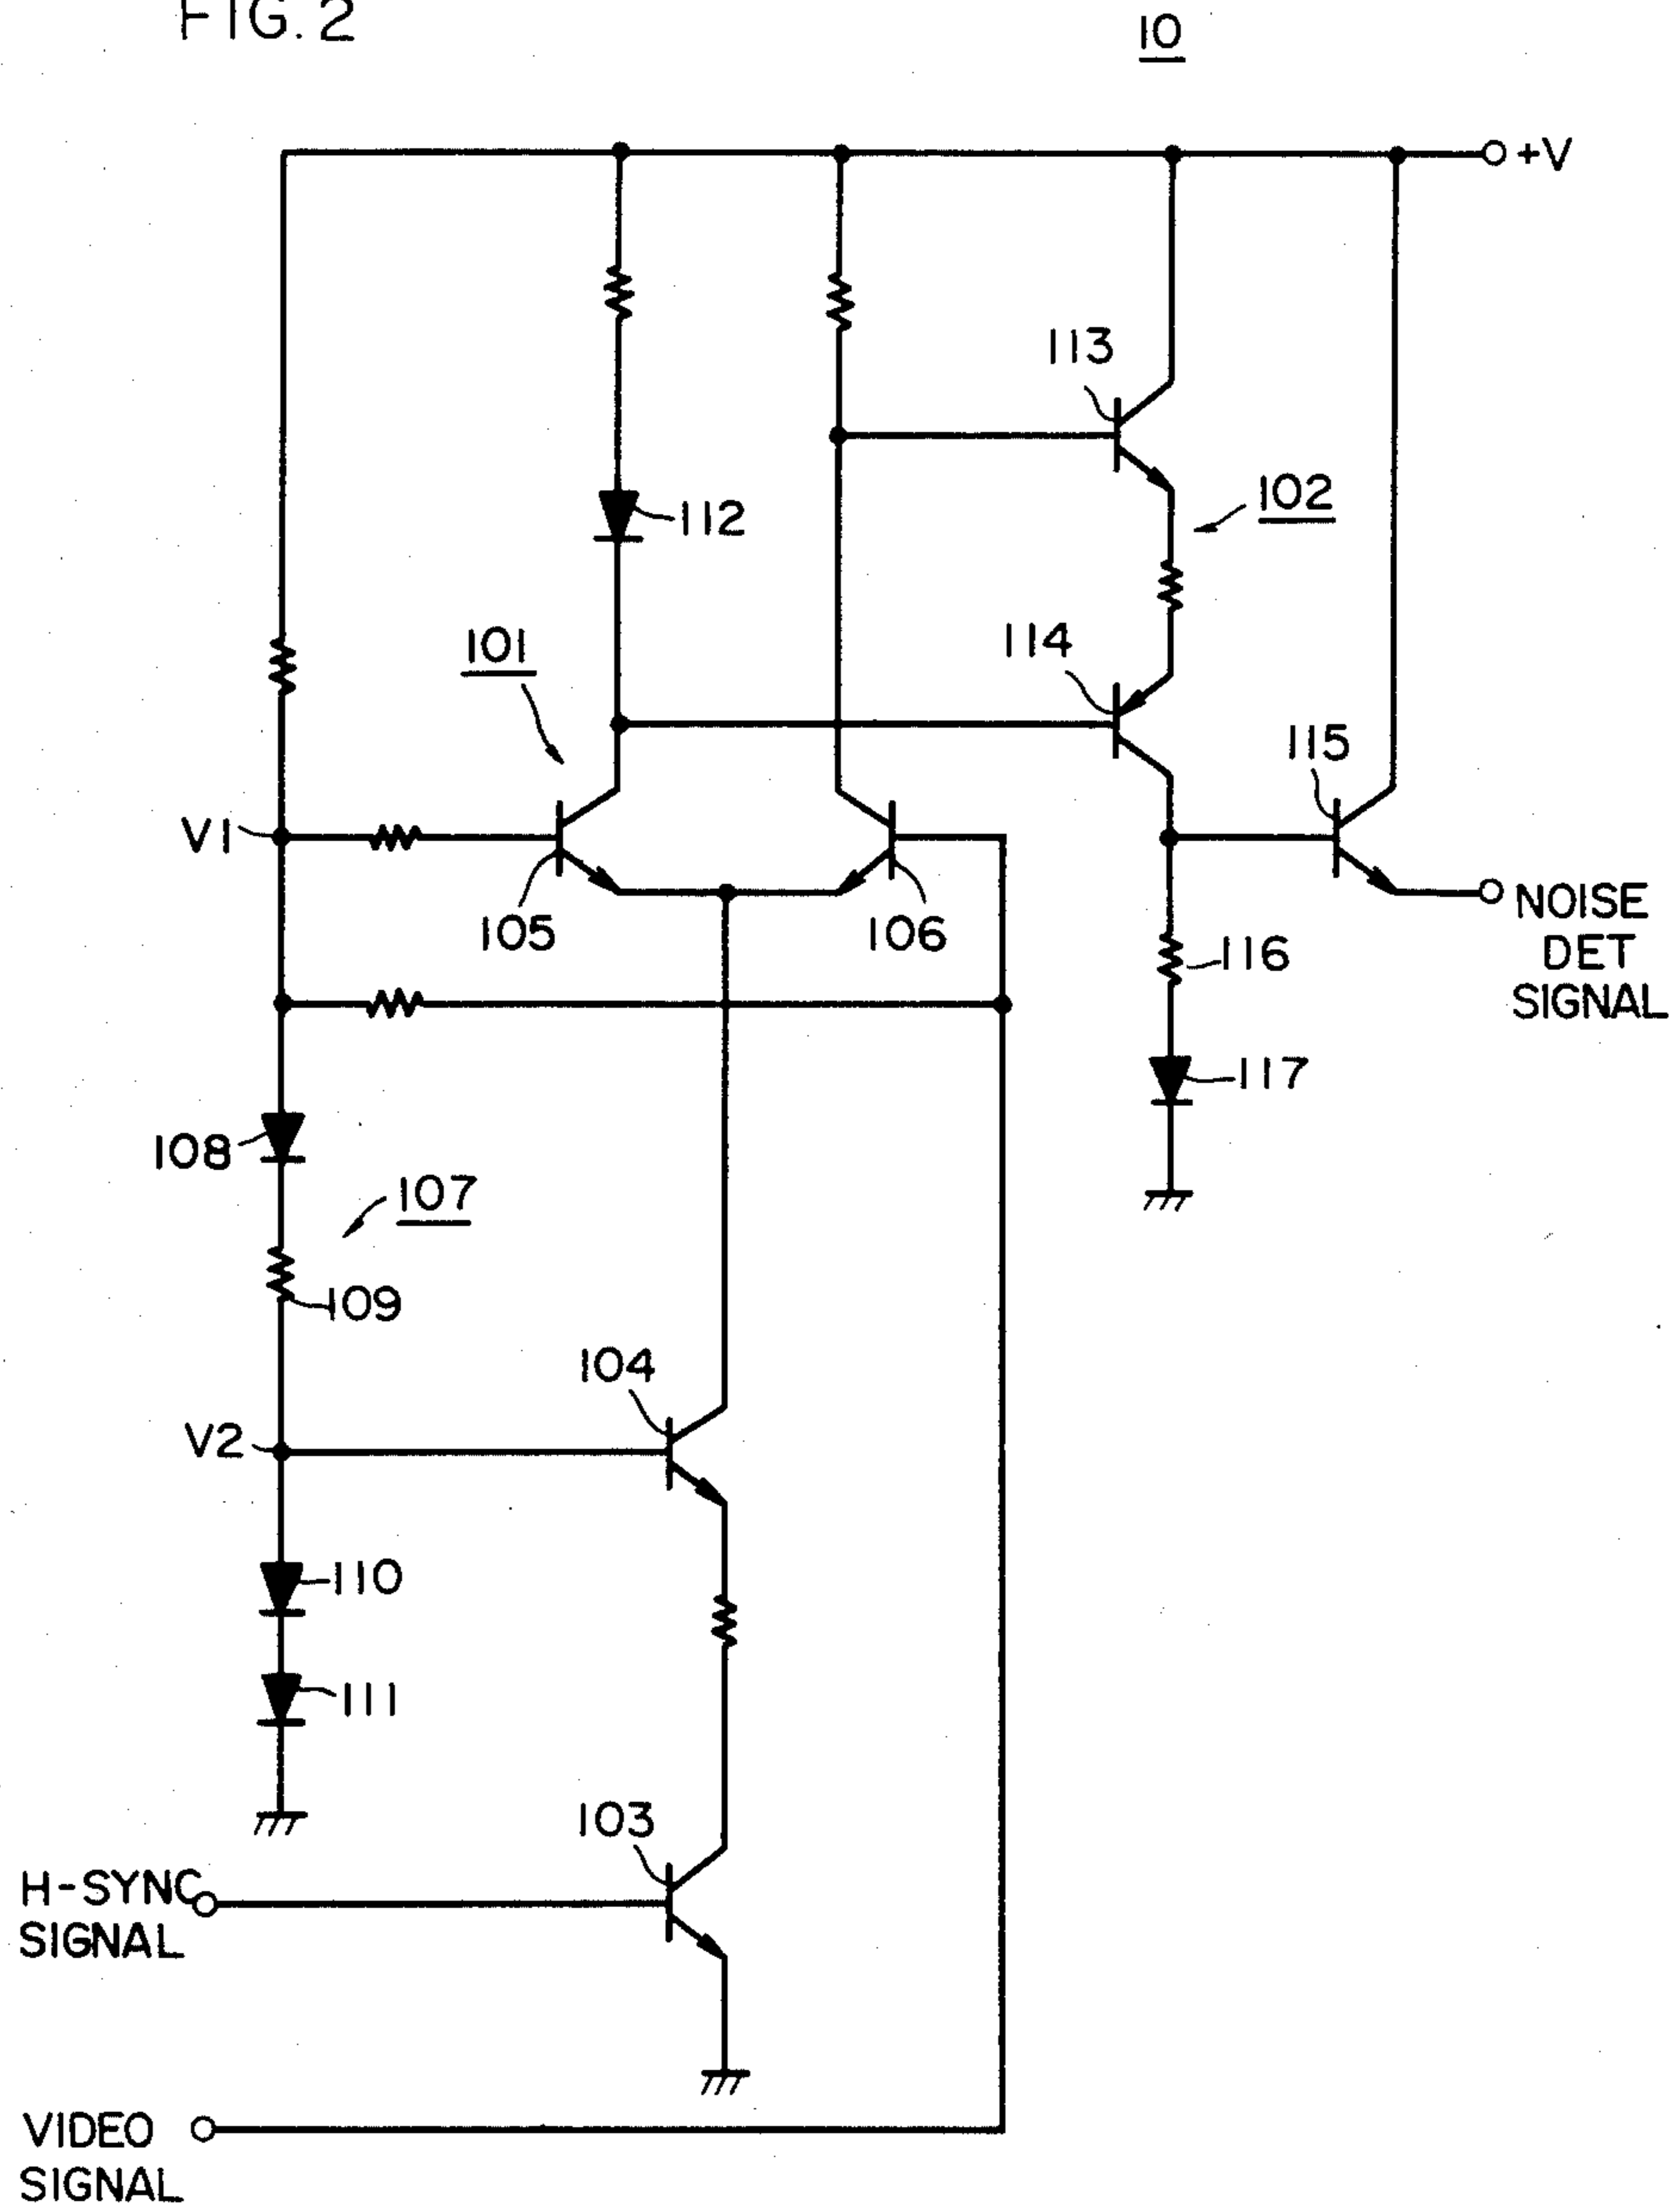 FIG. 2
10
+V
113
102
112
114
101
115
V1
105
106
NOISE
DET
SIGNAL
116
117
108
107
109
104
V2
110
111
103
H-SYNC
SIGNAL
VIDEO
SIGNAL